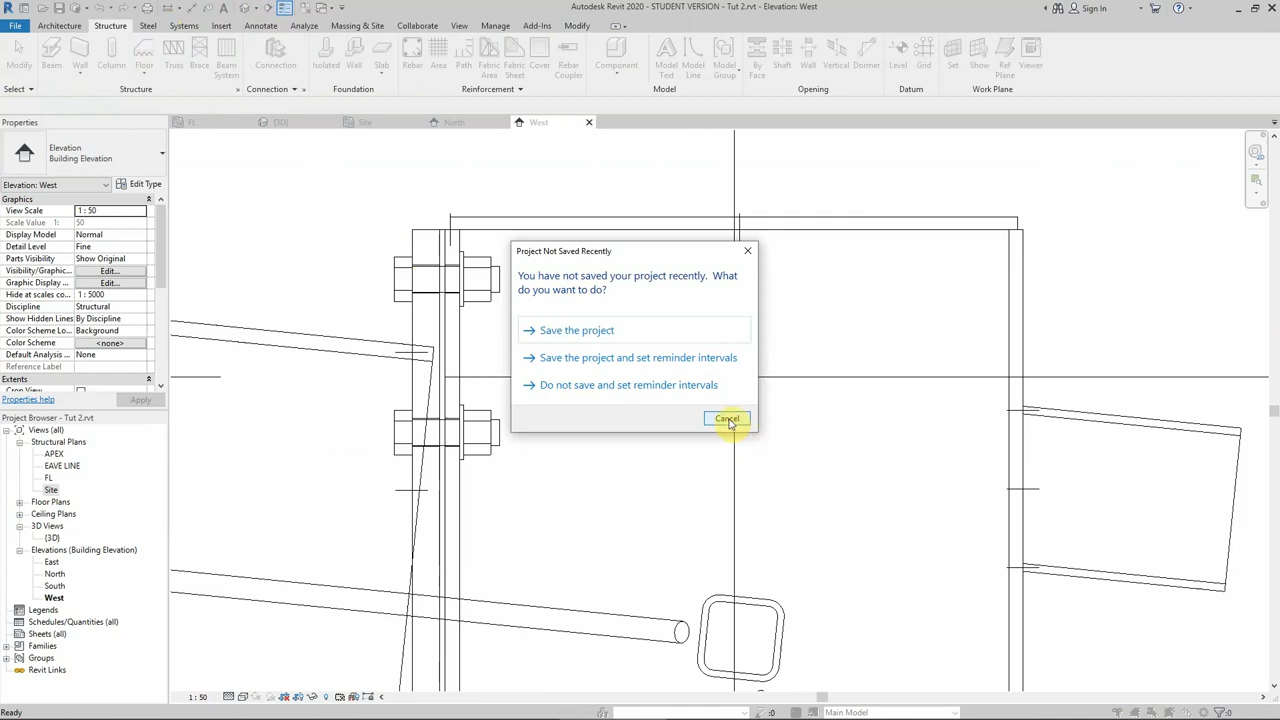 Autodesk Revit 2020 - STUDENT VERSION - Tut 2.rvt - Elevation: West
Sign In
File Architecture Structure Steel Systems Insert Annotate Analyze Massing & Site Collaborate View Manage Add-Ins Modify
Modify Beam Wall Column Floor Truss Brace Beam System Connection Isolated Wall Slab Rebar Area Path Fabric Area Fabric Sheet Cover Rebar Coupler Component Model Text Model Line Model Group By Face Shaft Wall Vertical Dormer Level Grid Set Show Ref Plane Viewer
Select Structure Connection Foundation Reinforcement Model Opening Datum Work Plane
Properties
FL {3D} Site North West
Elevation
Building Elevation
Elevation: West Edit Type
Graphics
View Scale 1 : 50
Scale Value 1: 50
Display Model Normal
Detail Level Fine
Parts Visibility Show Original
Visibility/Graphic... Edit...
Graphic Display ... Edit...
Hide at scales co... 1 : 5000
Discipline Structural
Show Hidden Lines By Discipline
Color Scheme Lo... Background
Color Scheme <none>
Default Analysis ... None
Reference Label
Extents
Crop View
Properties help Apply
Project Browser - Tut 2.rvt
Views (all)
Structural Plans
APEX
EAVE LINE
FL
Site
Floor Plans
Ceiling Plans
3D Views
{3D}
Elevations (Building Elevation)
East
North
South
West
Legends
Schedules/Quantities (all)
Sheets (all)
Families
Groups
Revit Links
Project Not Saved Recently
You have not saved your project recently. What
do you want to do?
Save the project
Save the project and set reminder intervals
Do not save and set reminder intervals
Cancel
1 : 50
Ready :0 Main Model :0